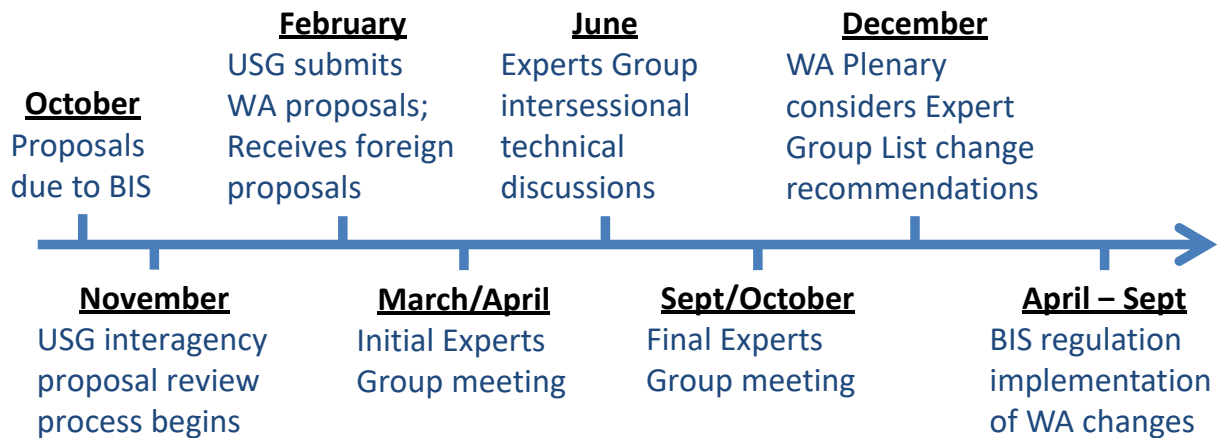 October
Proposals
due to BIS
November
USG interagency
proposal review
process begins
February
USG submits
WA proposals;
Receives foreign
proposals
March/April
Initial Experts
Group meeting
June
Experts Group
intersessional
technical
discussions
Sept/October
Final Experts
Group meeting
December
WA Plenary
considers Expert
Group List change
recommendations
April – Sept
BIS regulation
implementation
of WA changes